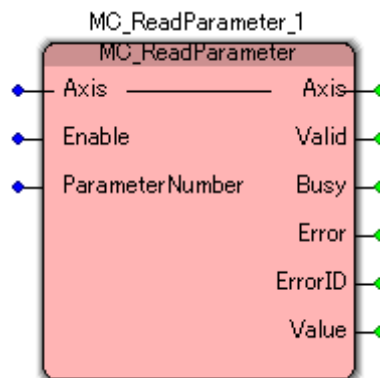 MC_ReadParameter_1
MC_ReadParameter
Axis Axis
Enable Valid
ParameterNumber Busy
Error
ErrorID
Value